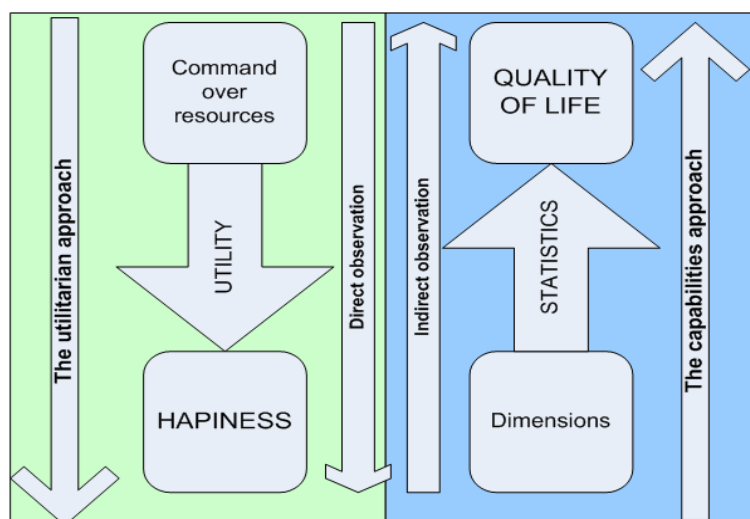 The utilitarian approach
Command
over
resources
UTILITY
HAPINESS
Direct observation
Indirect observation
QUALITY
OF LIFE
STATISTICS
Dimensions
The capabilities approach